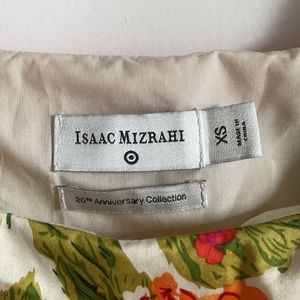 ISAAC MIZRAHI
XS
MADE IN
CHINA
20TH Anniversary Collection